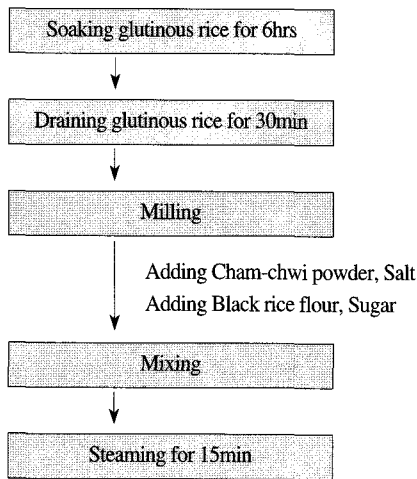 Soaking glutinous rice for 6hrs
Draining glutinous rice for 30min
Milling
Adding Cham-chwi powder, Salt
Adding Black rice flour, Sugar
Mixing
Steaming for 15min